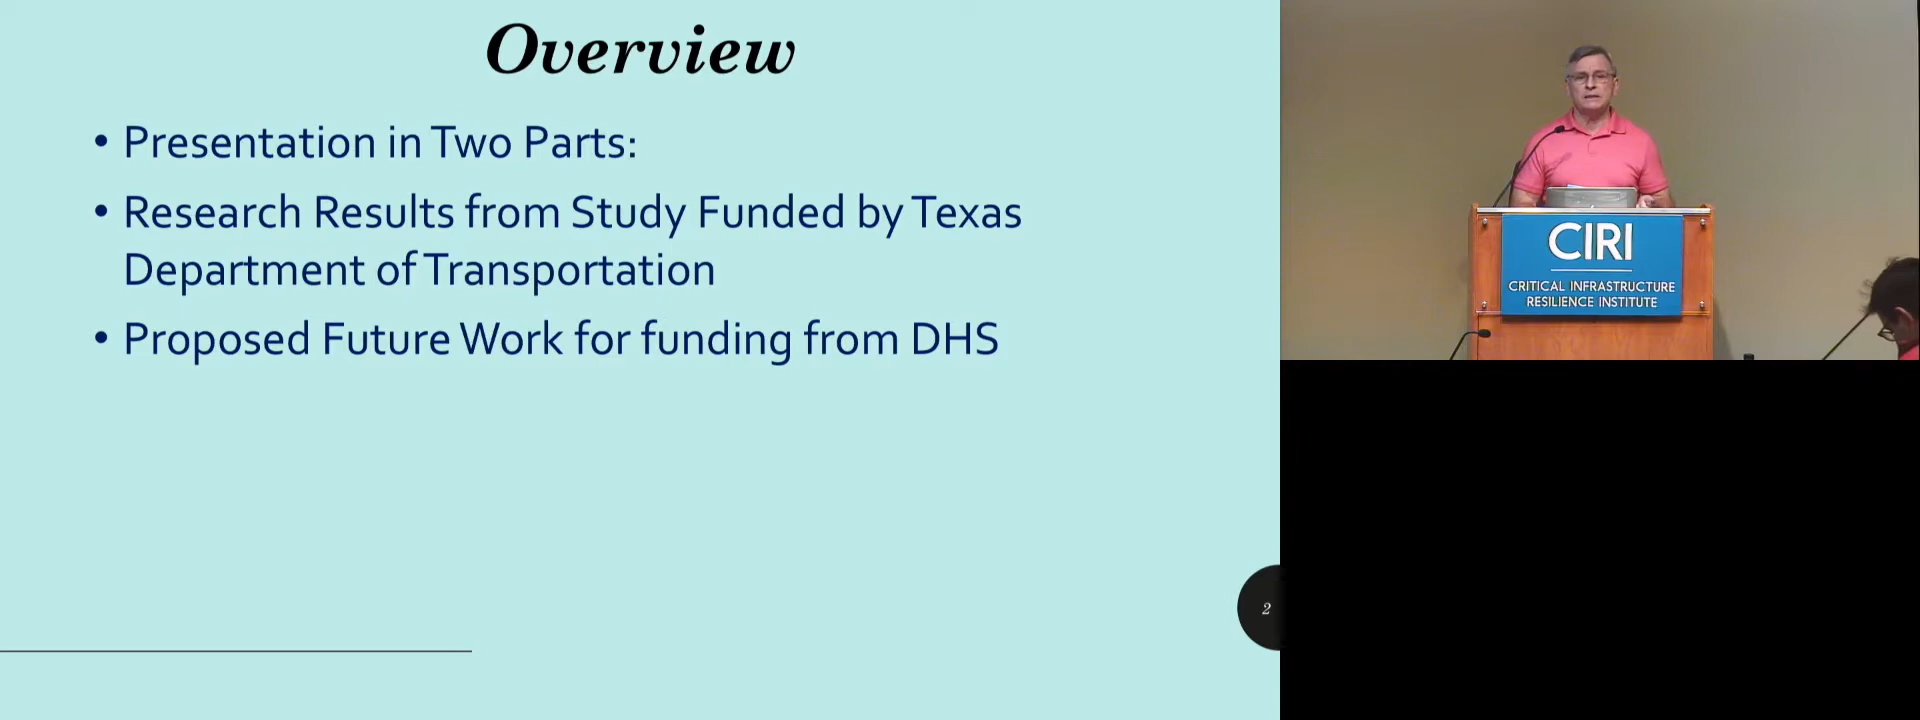 Overview
• Presentation in Two Parts:
• Research Results from Study Funded by Texas
Department of Transportation
• Proposed Future Work for funding from DHS
2
CIRI
CRITICAL INFRASTRUCTURE
RESILIENCE INSTITUTE